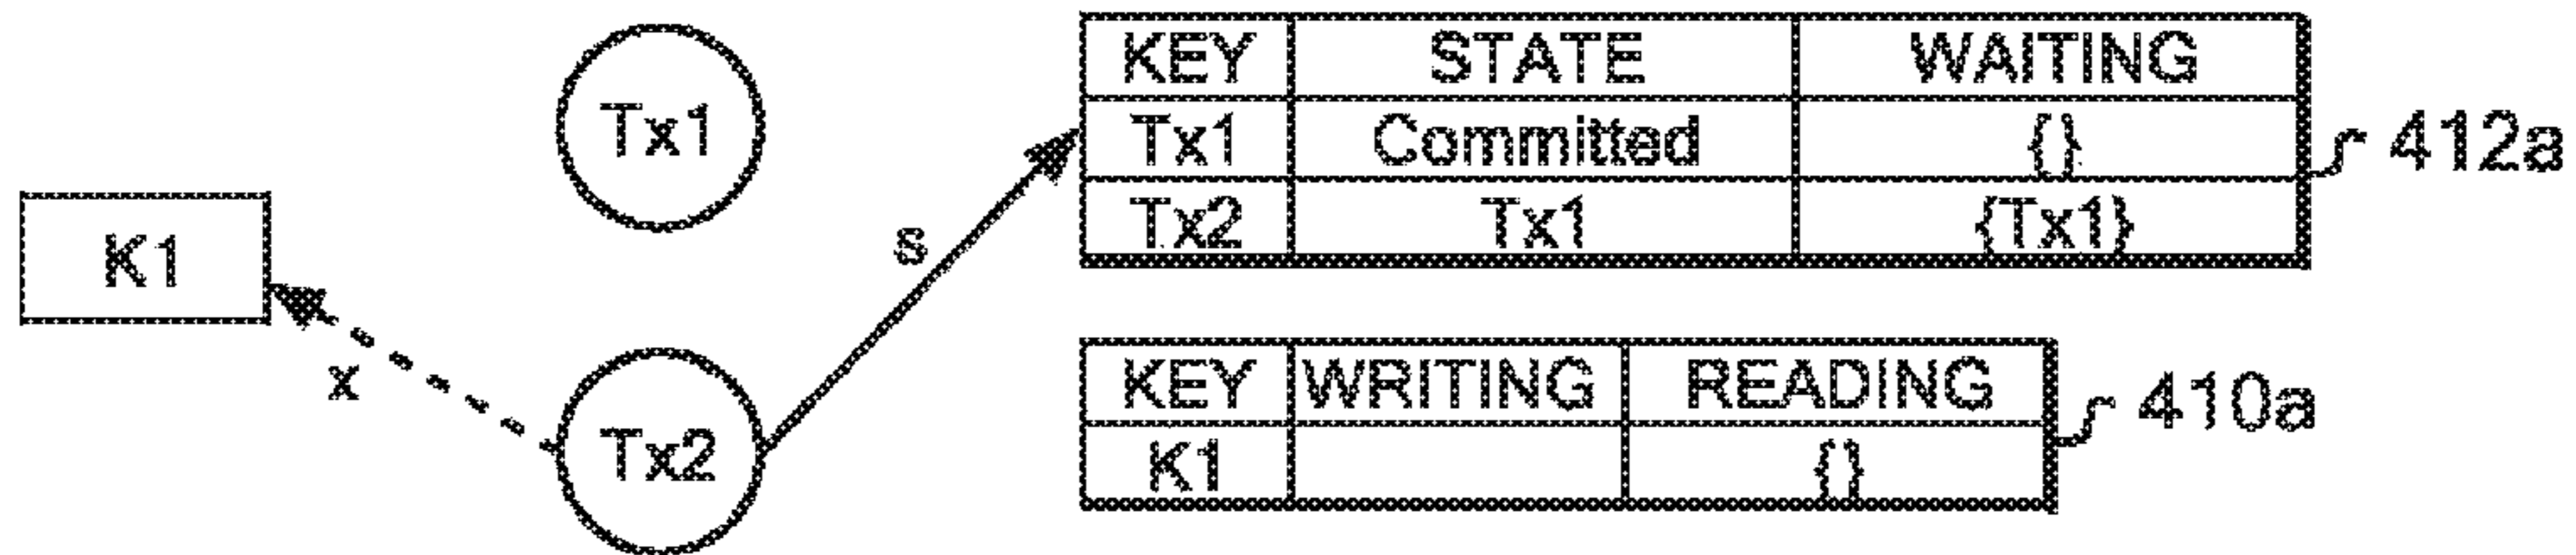 KEY STATE WAITING
Tx1 Committed {}
Tx2 Tx1 {Tx1}
412a
Tx1
K1
s
x
Tx2
KEY WRITING READING
K1 {}
410a